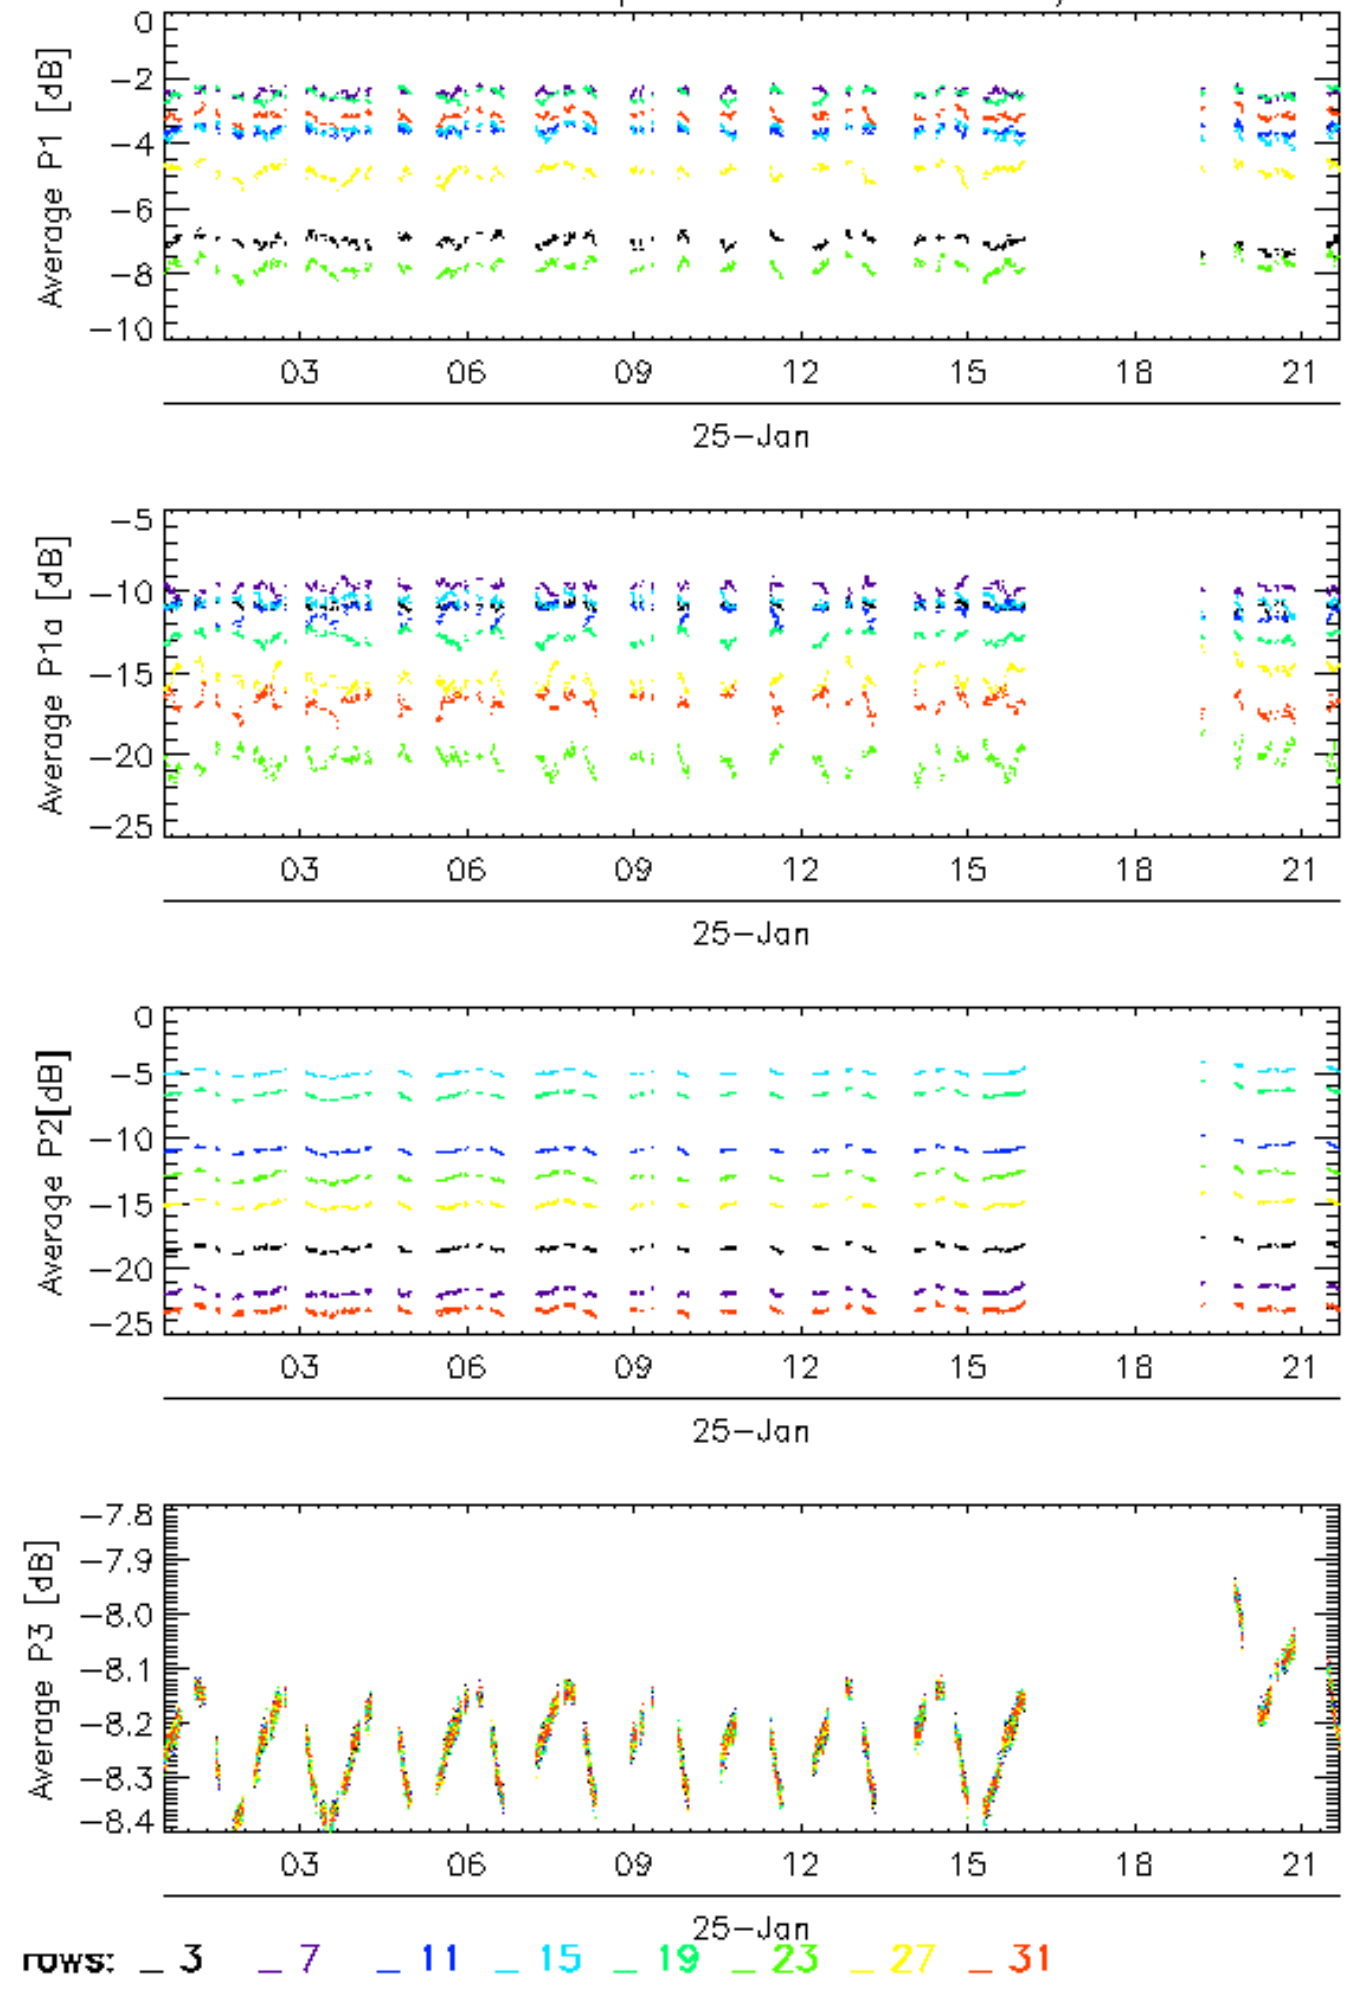 0
−2
−4
−6
−8
−10
Average P1 [dB]
03 06 09 12 15 18 21
25−Jan
−5
−10
−15
−20
−25
Average P1a [dB]
03 06 09 12 15 18 21
25−Jan
0
−5
−10
−15
−20
−25
Average P2[dB]
03 06 09 12 15 18 21
25−Jan
−7.8
−7.9
−8.0
−8.1
−8.2
−8.3
−8.4
Average P3 [dB]
03 06 09 12 15 18 21
25−Jan
rows: _ 3 _ 7 _ 11 _ 15 _ 19 _ 23 _ 27 _ 31